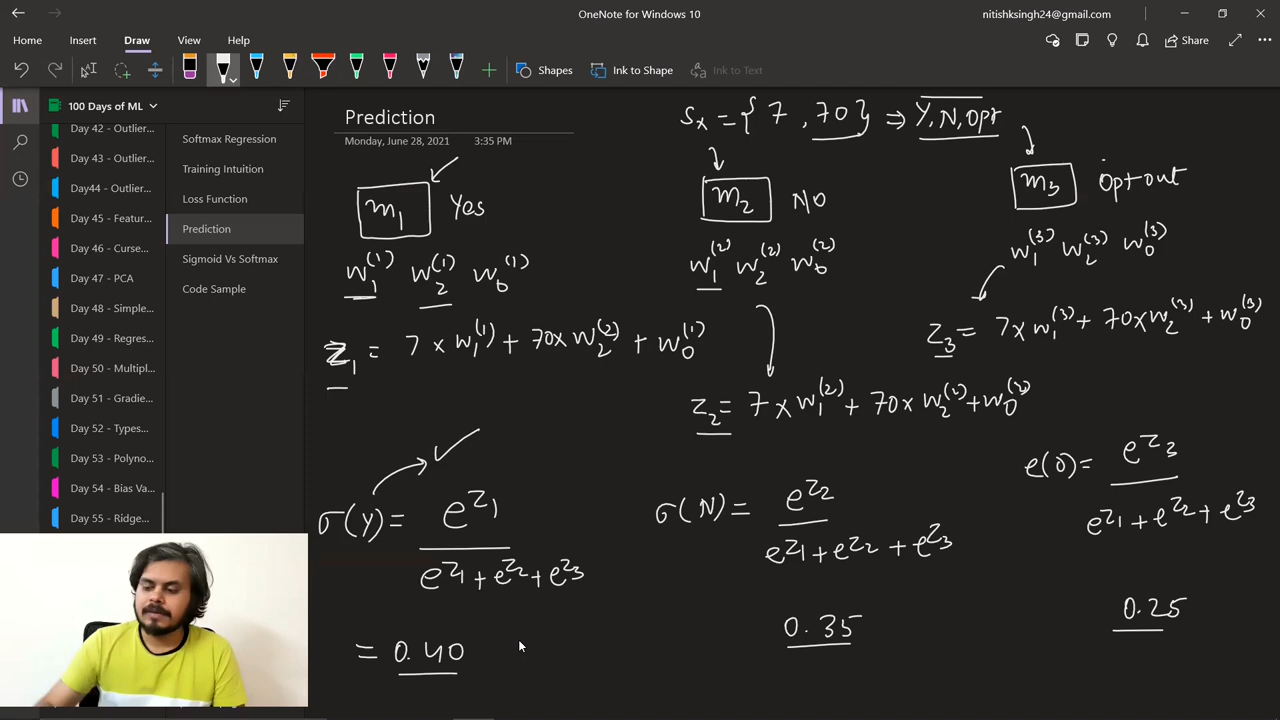 OneNote for Windows 10
nitishksingh24@gmail.com
Home Insert Draw View Help
Share
Shapes
Ink to Shape
Ink to Text
100 Days of ML
Day 42 - Outlier...
Day 43 - Outlier...
Day44 - Outlier...
Day 45 - Featur...
Day 46 - Curse...
Day 47 - PCA
Day 48 - Simple...
Day 49 - Regres...
Day 50 - Multipl...
Day 51 - Gradie...
Day 52 - Types...
Day 53 - Polyno...
Day 54 - Bias Va...
Day 55 - Ridge...
Softmax Regression
Training Intuition
Loss Function
Prediction
Sigmoid Vs Softmax
Code Sample
Prediction
Monday, June 28, 2021 3:35 PM
Sx = {7, 70} ⇒ Y, N, Opt
m₁ Yes
m₂ No
m₃ Opt out
w₁⁽¹⁾ w₂⁽¹⁾ w₀⁽¹⁾
w₁⁽²⁾ w₂⁽²⁾ w₀⁽²⁾
w₁⁽³⁾ w₂⁽³⁾ w₀⁽³⁾
z₁ = 7 × w₁⁽¹⁾ + 70 × w₂⁽²⁾ + w₀⁽¹⁾
z₃ = 7 × w₁⁽³⁾ + 70 × w₂⁽³⁾ + w₀⁽³⁾
z₂ = 7 × w₁⁽²⁾ + 70 × w₂⁽²⁾ + w₀⁽²⁾
σ(Y) = e^z₁ / e^z₁ + e^z₂ + e^z₃
σ(N) = e^z₂ / e^z₁ + e^z₂ + e^z₃
e(O) = e^z₃ / e^z₁ + e^z₂ + e^z₃
= 0.40
0.35
0.25